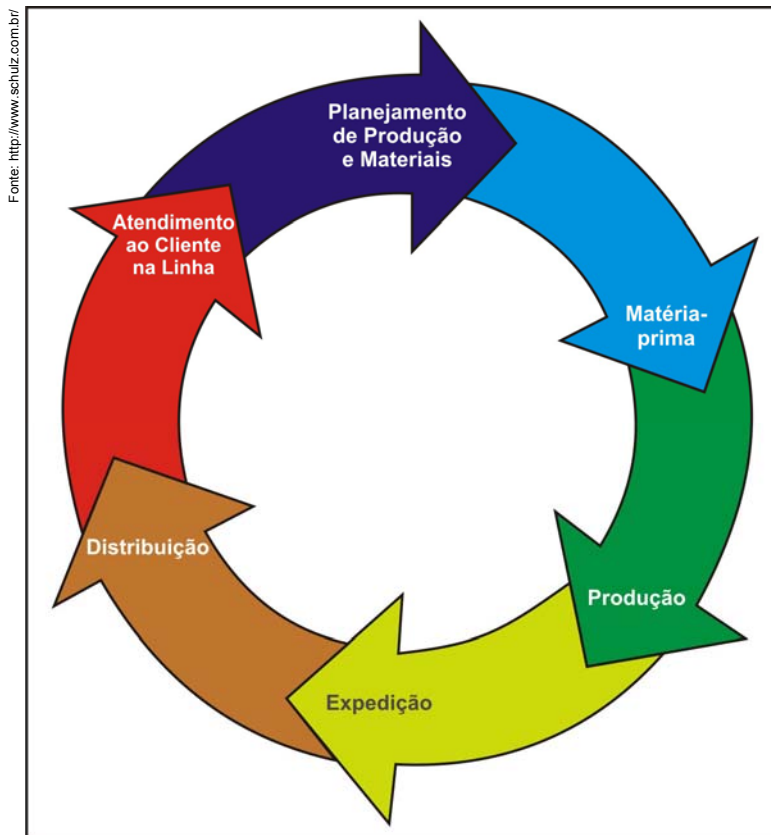 Fonte: http://www.schulz.com.br/
Planejamento
de Produção
e Materiais
Matéria-
prima
Produção
Expedição
Distribuição
Atendimento
ao Cliente
na Linha